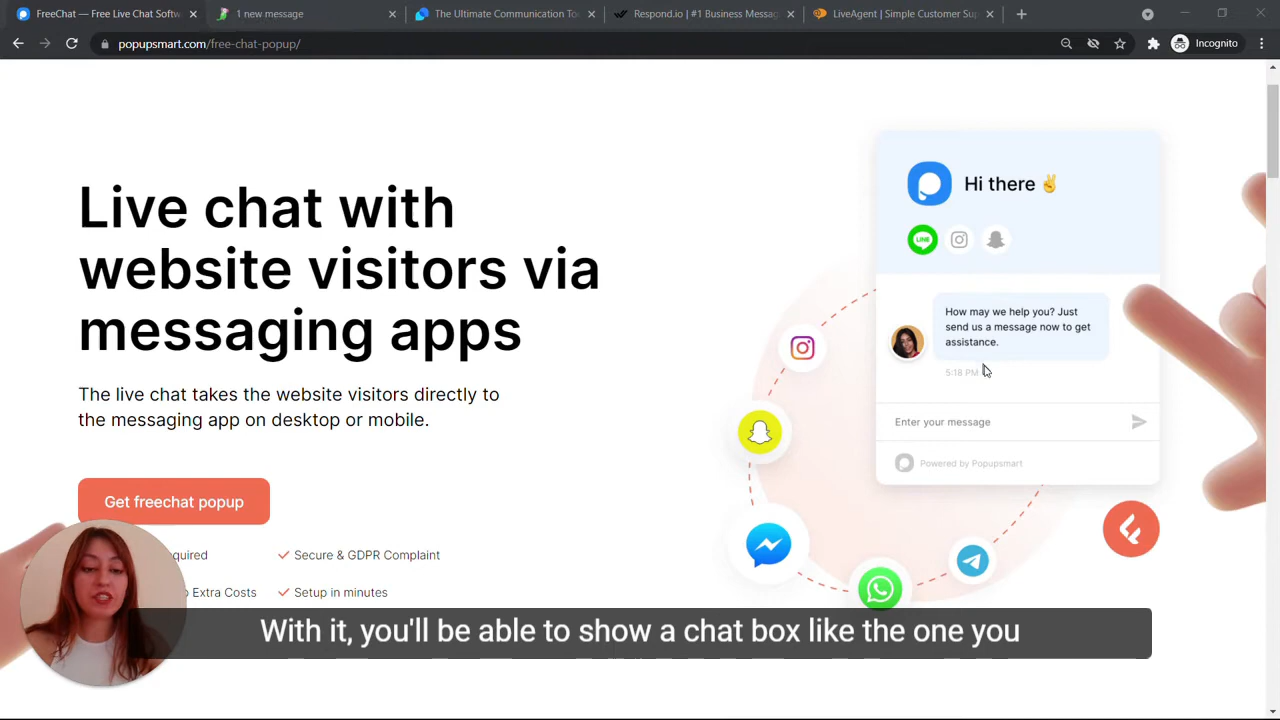 FreeChat — Free Live Chat Softw
1 new message
The Ultimate Communication To
Respond.io | #1 Business Messag
LiveAgent | Simple Customer Sup
popupsmart.com/free-chat-popup/
Incognito
Live chat with
website visitors via
messaging apps
The live chat takes the website visitors directly to
the messaging app on desktop or mobile.
Get freechat popup
quired
Secure & GDPR Complaint
Extra Costs
Setup in minutes
Hi there
LINE
How may we help you? Just
send us a message now to get
assistance.
5:18 PM
Enter your message
Powered by Popupsmart
With it, you'll be able to show a chat box like the one you